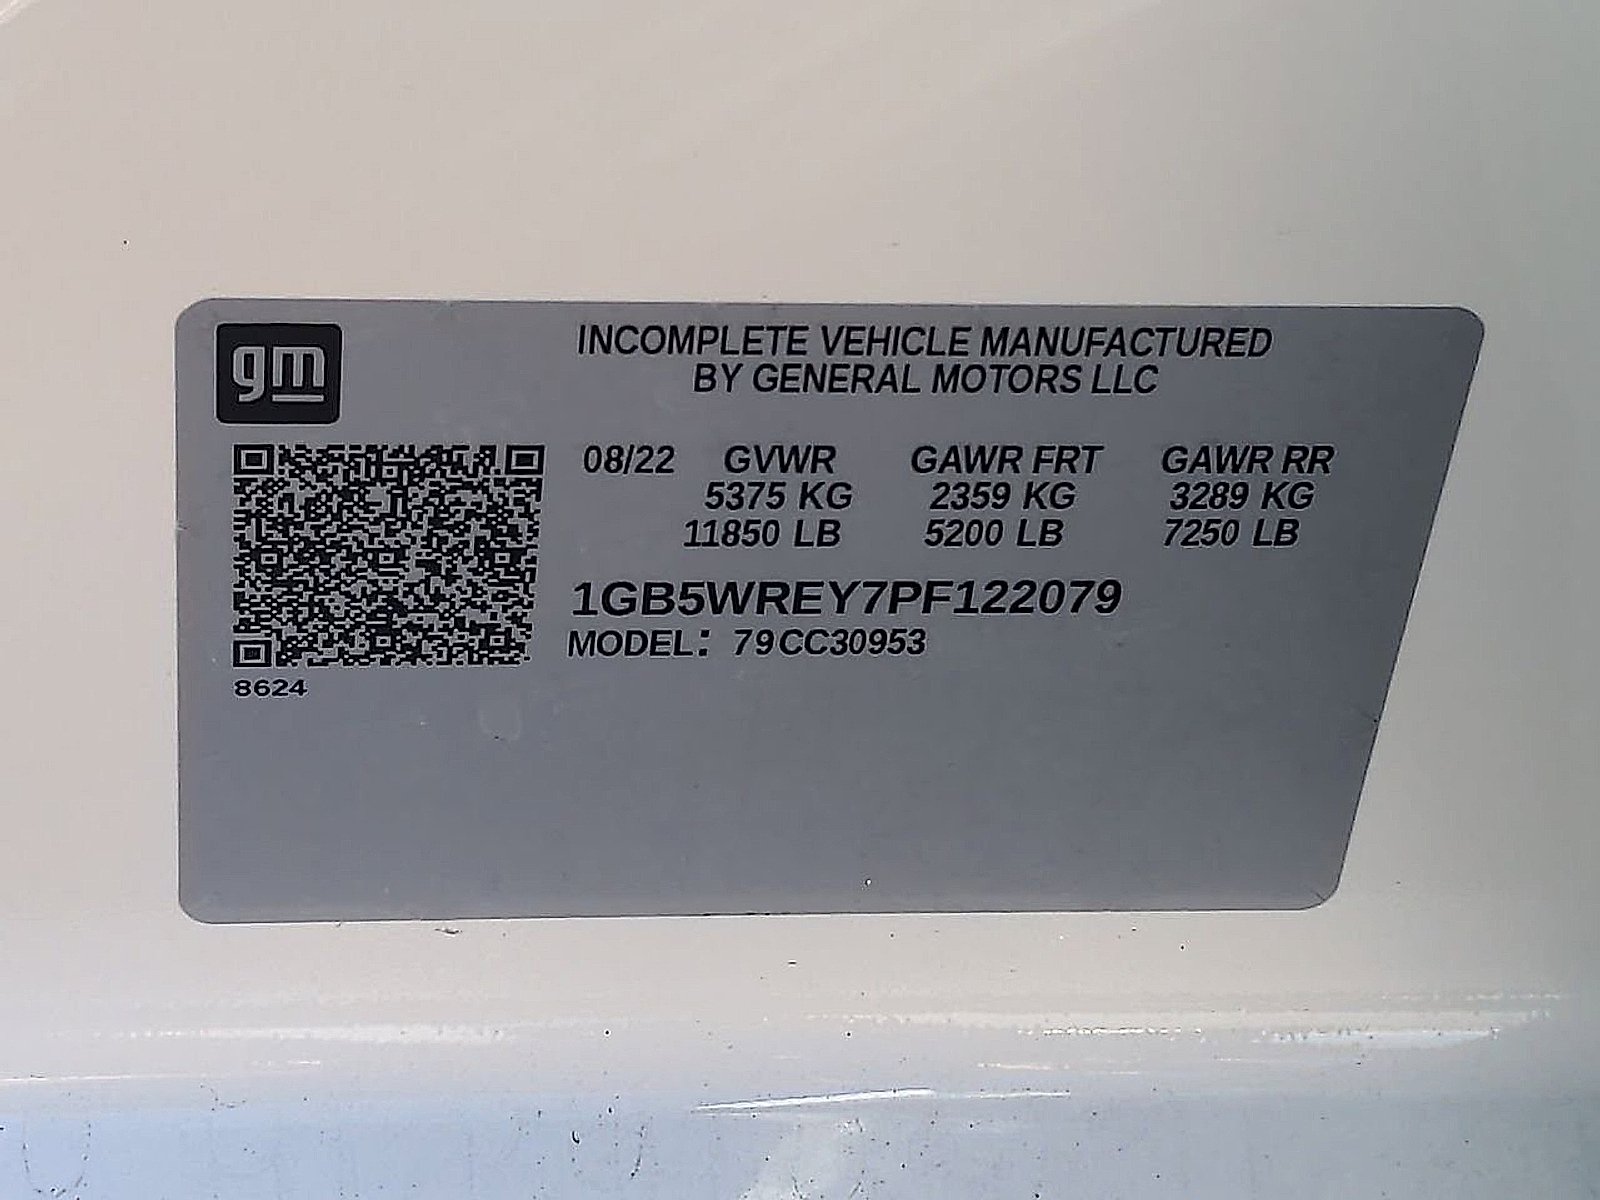 gm
INCOMPLETE VEHICLE MANUFACTURED
BY GENERAL MOTORS LLC
08/22 GVWR GAWR FRT GAWR RR
5375 KG 2359 KG 3289 KG
11850 LB 5200 LB 7250 LB
1GB5WREY7PF122079
MODEL: 79CC30953
8624